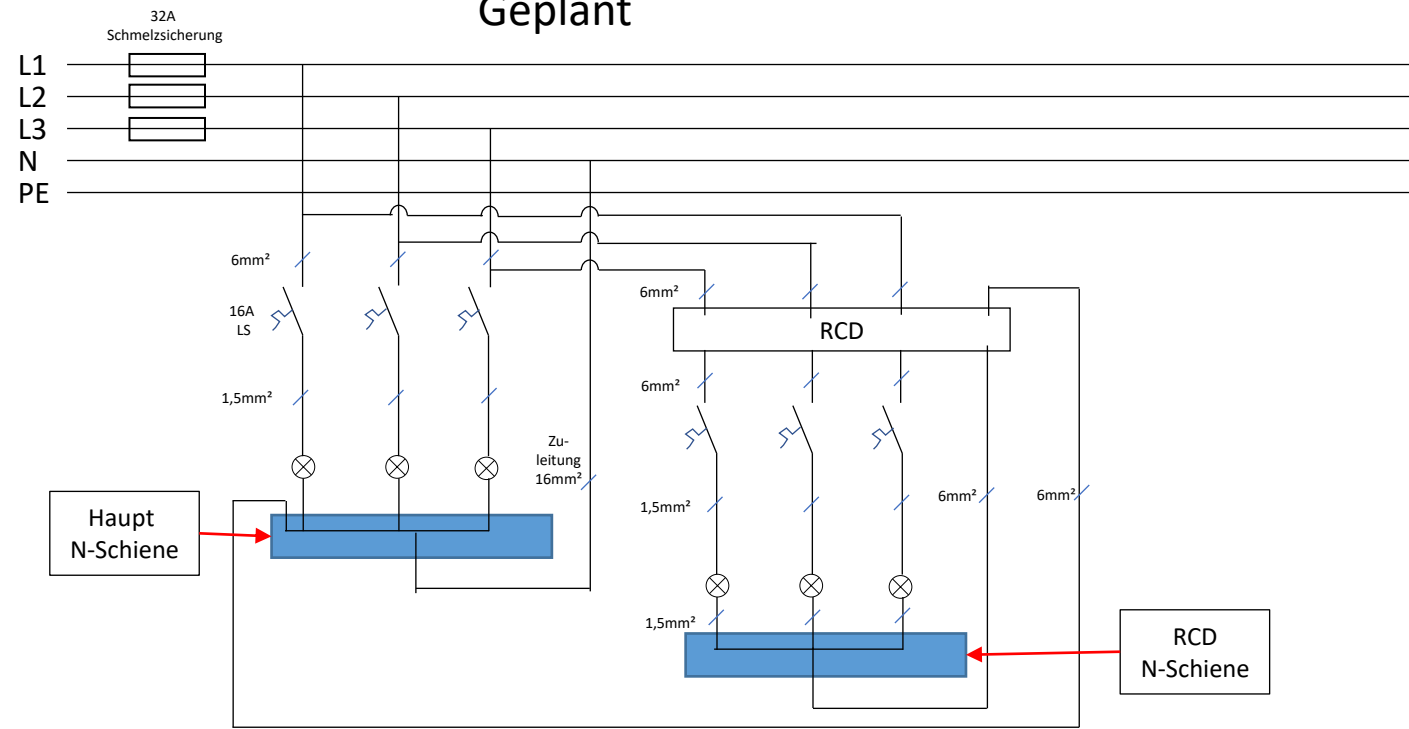 Geplant
32A
Schmelzsicherung
L1
L2
L3
N
PE
6mm²
16A
LS
1,5mm²
Zu-
leitung
16mm²
Haupt
N-Schiene
6mm²
RCD
6mm²
1,5mm²
6mm²
6mm²
1,5mm²
RCD
N-Schiene